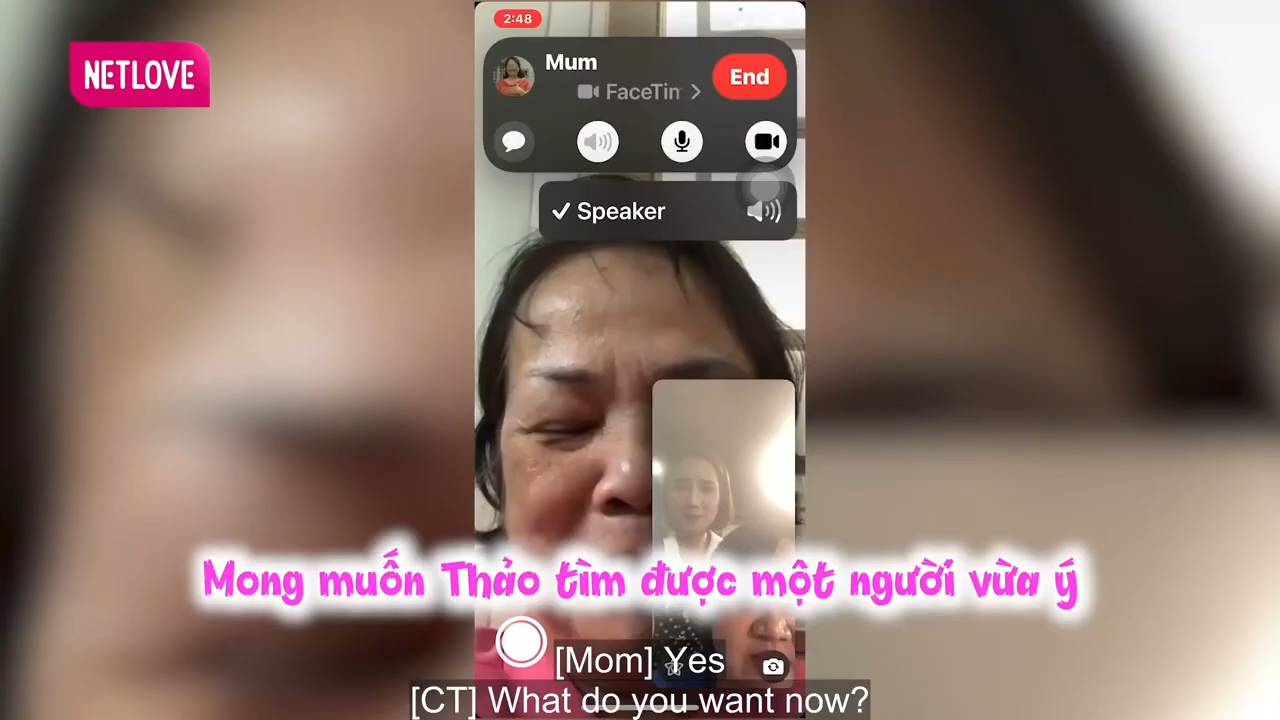 2:48
NETLOVE
Mum
End
FaceTim
Speaker
Mong muốn Thảo tìm được một người vừa ý
[Mom] Yes
[CT] What do you want now?